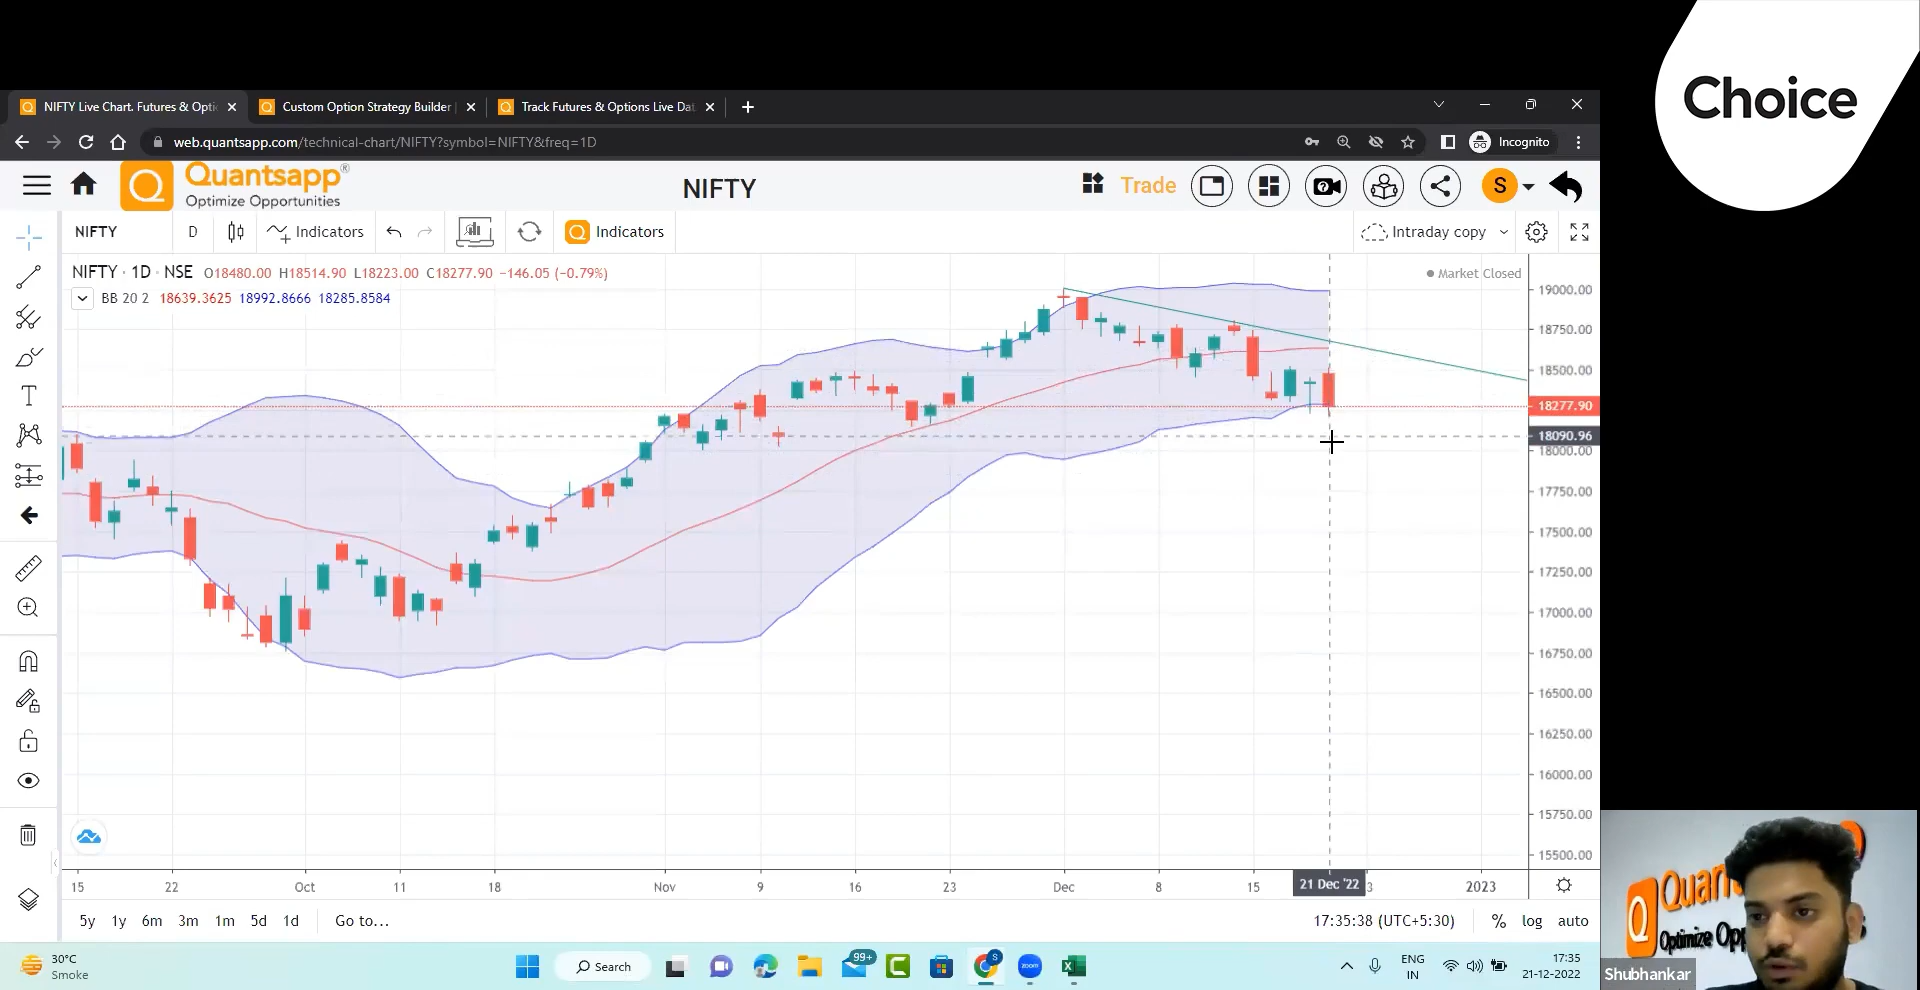 Choice
NIFTY Live Chart. Futures & Opti
Custom Option Strategy Builder |
Track Futures & Options Live Da
web.quantsapp.com/technical-chart/NIFTY?symbol=NIFTY&freq=1D
Incognito
Quantsapp®
Optimize Opportunities
NIFTY
Trade
S
NIFTY
D
Indicators
Indicators
Intraday copy
NIFTY · 1D · NSE O18480.00 H18514.90 L18223.00 C18277.90 −146.05 (−0.79%)
Market Closed
BB 20 2 18639.3625 18992.8666 18285.8584
19000.00
18750.00
18500.00
18277.90
18090.96
18000.00
17750.00
17500.00
17250.00
17000.00
16750.00
16500.00
16250.00
16000.00
15750.00
15500.00
15 22 Oct 11 18 Nov 9 16 23 Dec 8 15 21 Dec '22 3 2023
5y 1y 6m 3m 1m 5d 1d Go to...
17:35:38 (UTC+5:30) % log auto
30°C
Smoke
Search
99+
S
zoom
ENG
IN
17:35
21-12-2022
Quan
Optimize Opp
Shubhankar